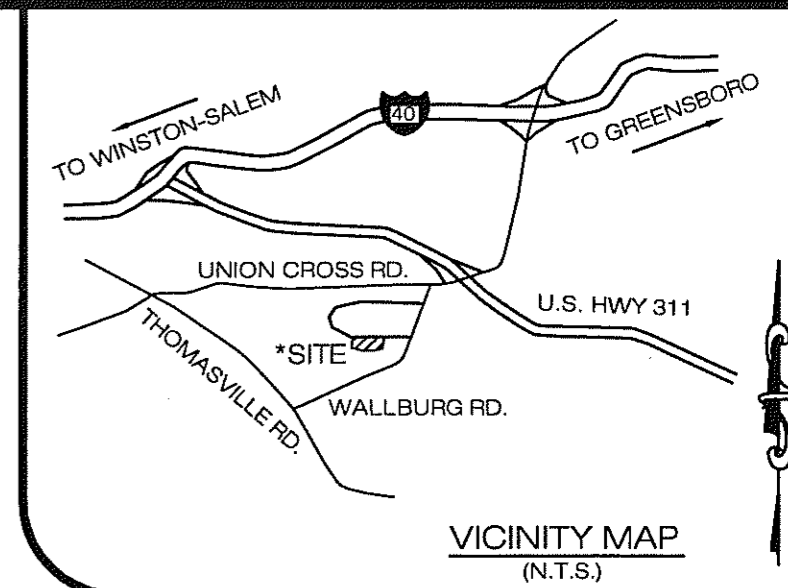 TO WINSTON-SALEM
40
TO GREENSBORO
UNION CROSS RD.
U.S. HWY 311
*SITE
THOMASVILLE RD.
WALLBURG RD.
VICINITY MAP
(N.T.S.)